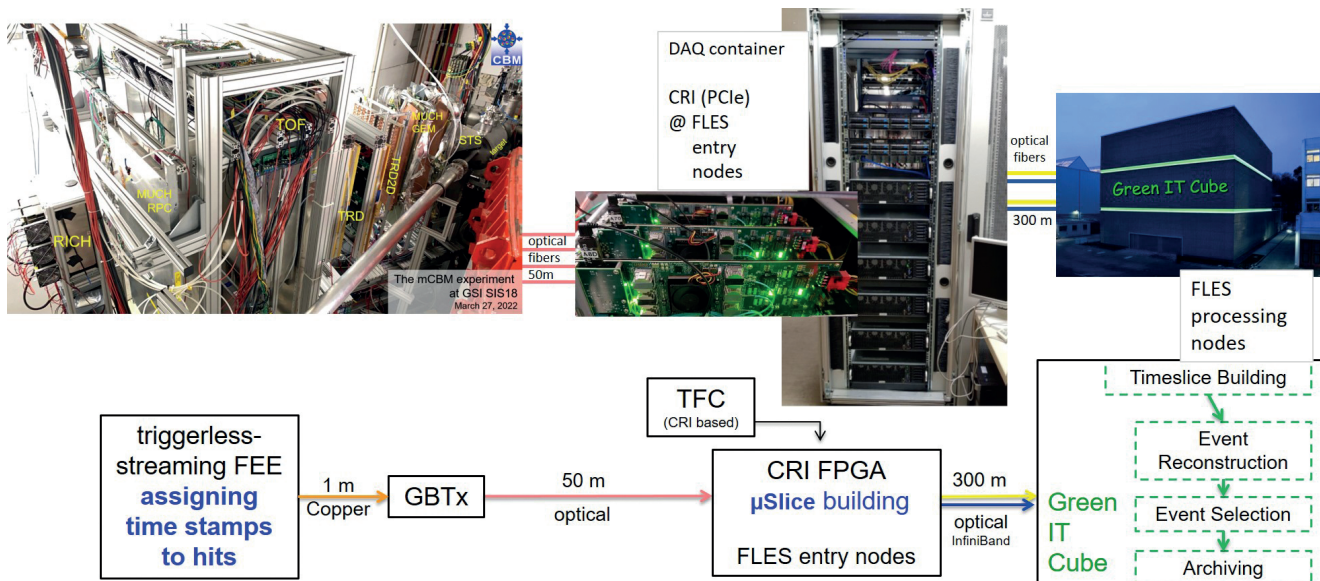 CBM
TOF
MUCH
GEM
STS
target
TRD2D
MUCH
RPC
TRD
RICH
The mCBM experiment
at GSI SIS18
March 27, 2022
optical
fibers
50m
DAQ container
CRI (PCIe)
@ FLES
entry
nodes
optical
fibers
300 m
Green IT Cube
FLES
processing
nodes
TFC
(CRI based)
triggerless-
streaming FEE
assigning
time stamps
to hits
1 m
Copper
GBTx
50 m
optical
CRI FPGA
µSlice building
FLES entry nodes
300 m
optical
InfiniBand
Green
IT
Cube
Timeslice Building
Event
Reconstruction
Event Selection
Archiving